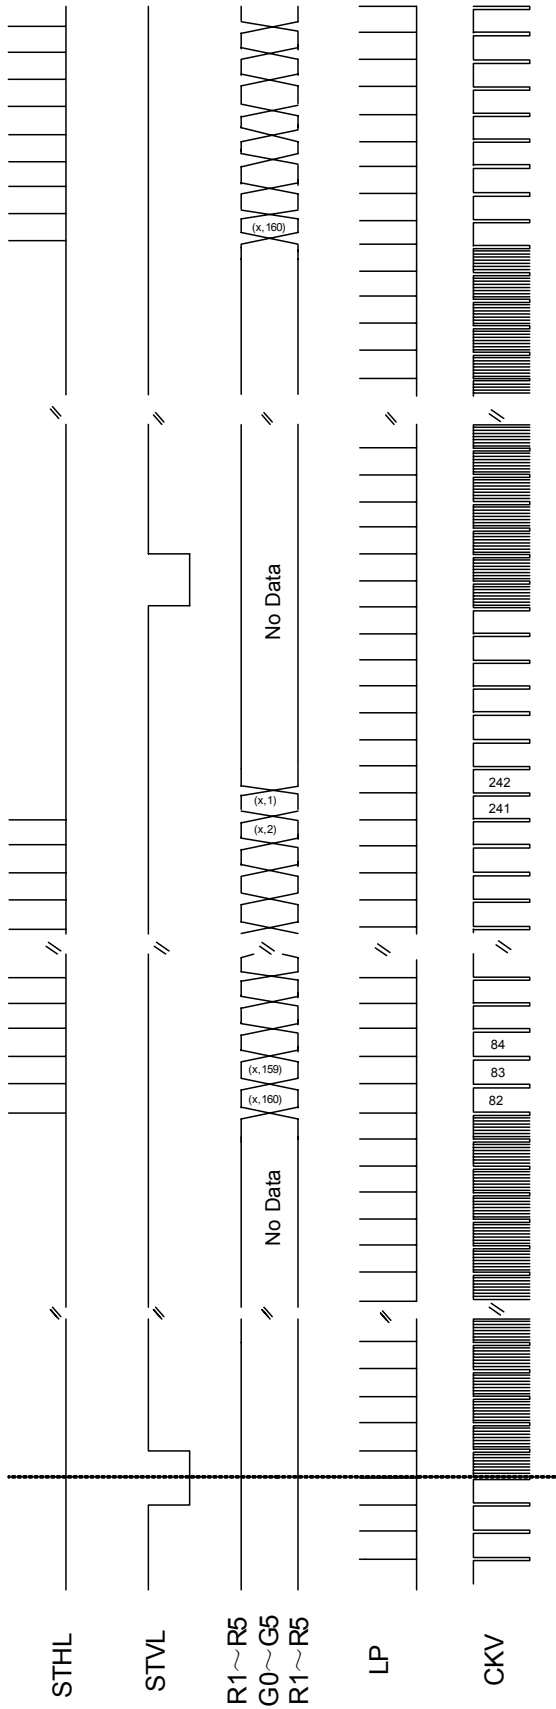 STHL
STVL
R1~R5
G0~G5
R1~R5
No Data
(x,160)
(x,159)
(x,2)
(x,1)
No Data
(x,160)
LP
CKV
82
83
84
241
242